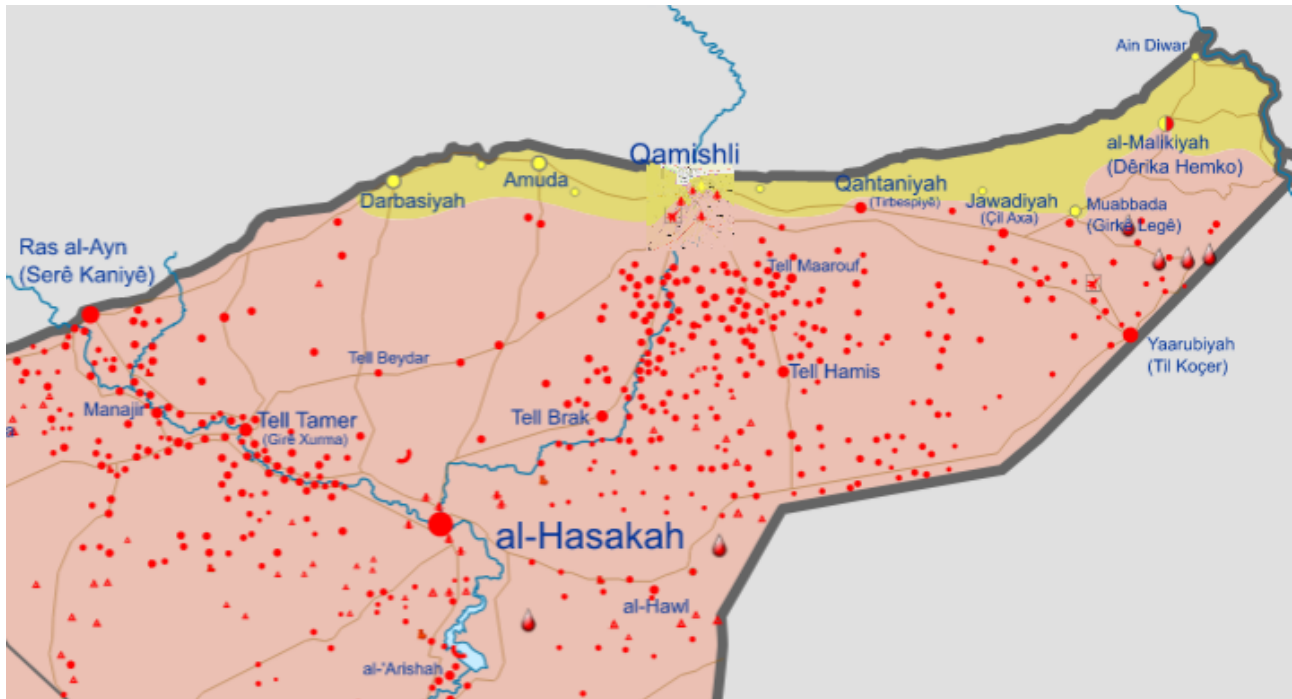 Ain Diwar
al-Malikiyah
(Dêrika Hemko)
Qamishli
Amuda
Darbasiyah
Qahtaniyah
(Tirbespiyê)
Jawadiyah
(Çil Axa)
Muabbada
(Girkê Legê)
Ras al-Ayn
(Serê Kaniyê)
Tell Maarouf
Yaarubiyah
(Til Koçer)
Tell Beydar
Tell Hamis
Manajir
Tell Tamer
(Girê Xurma)
Tell Brak
a
al-Hasakah
al-Hawl
al-'Arishah